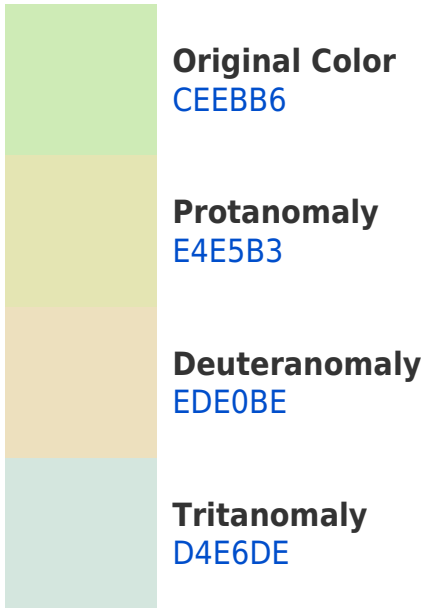 Original Color
CEEBB6
Protanomaly
E4E5B3
Deuteranomaly
EDE0BE
Tritanomaly
D4E6DE